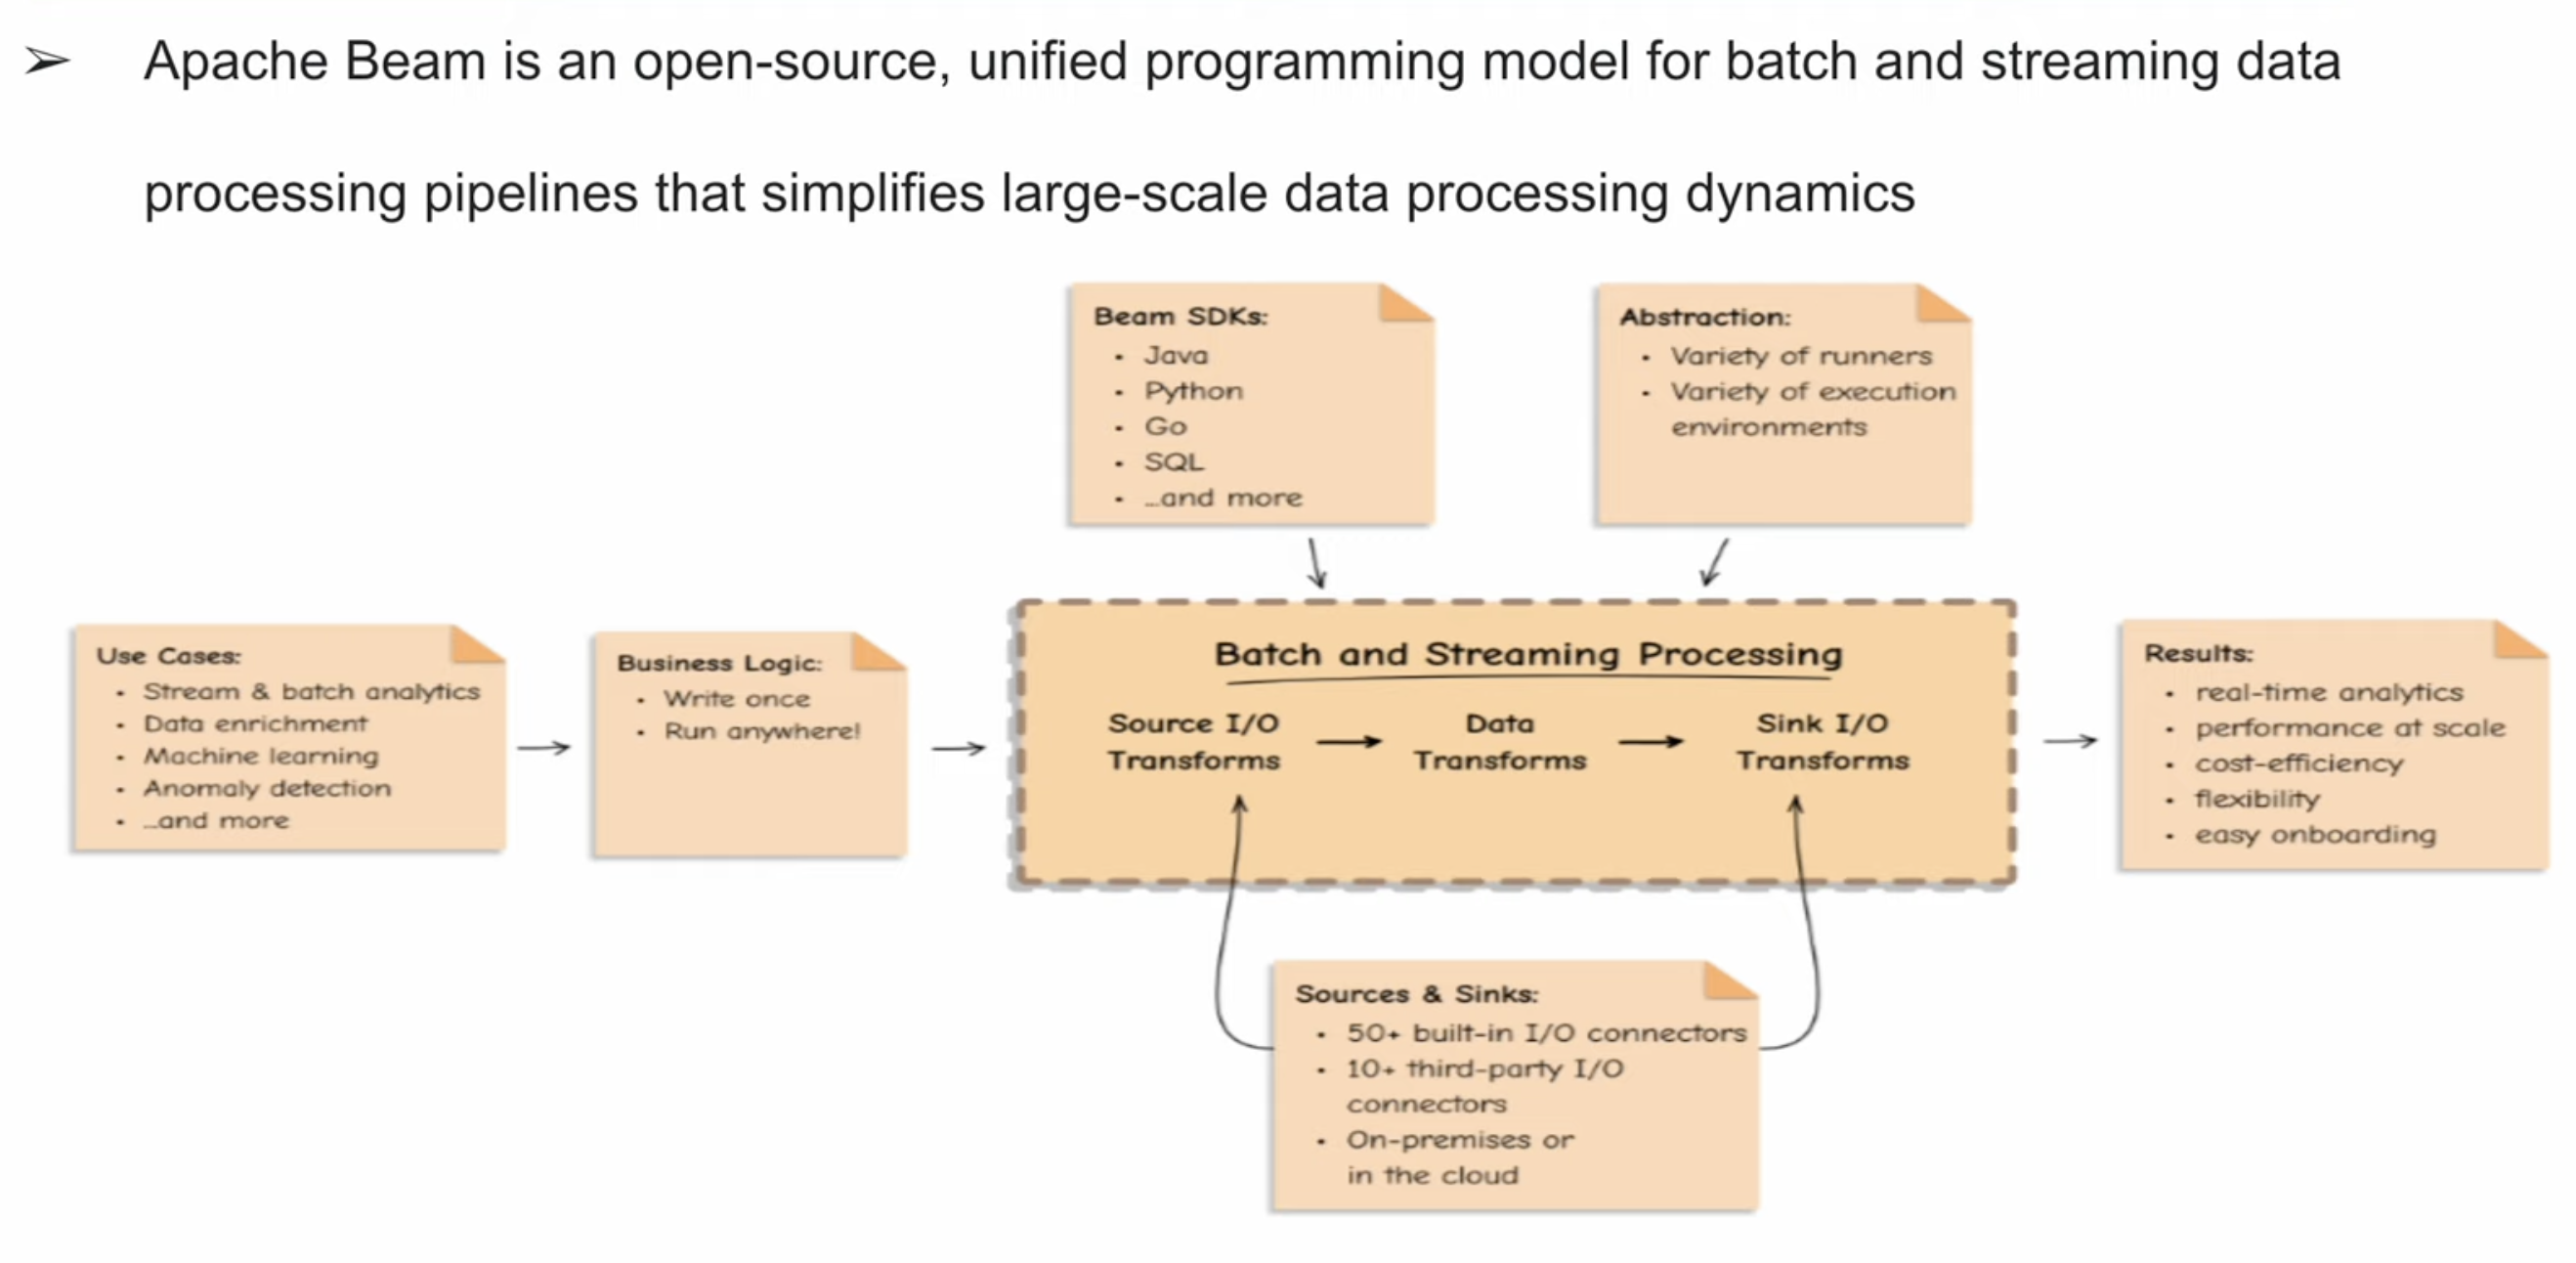 ➢ Apache Beam is an open-source, unified programming model for batch and streaming data
processing pipelines that simplifies large-scale data processing dynamics
Beam SDKs:
• Java
• Python
• Go
• SQL
• ...and more
Abstraction:
• Variety of runners
• Variety of execution
environments
Use Cases:
• Stream & batch analytics
• Data enrichment
• Machine learning
• Anomaly detection
• ...and more
Business Logic:
• Write once
• Run anywhere!
Batch and Streaming Processing
Source I/O
Transforms
Data
Transforms
Sink I/O
Transforms
Results:
• real-time analytics
• performance at scale
• cost-efficiency
• flexibility
• easy onboarding
Sources & Sinks:
• 50+ built-in I/O connectors
• 10+ third-party I/O
connectors
• On-premises or
in the cloud